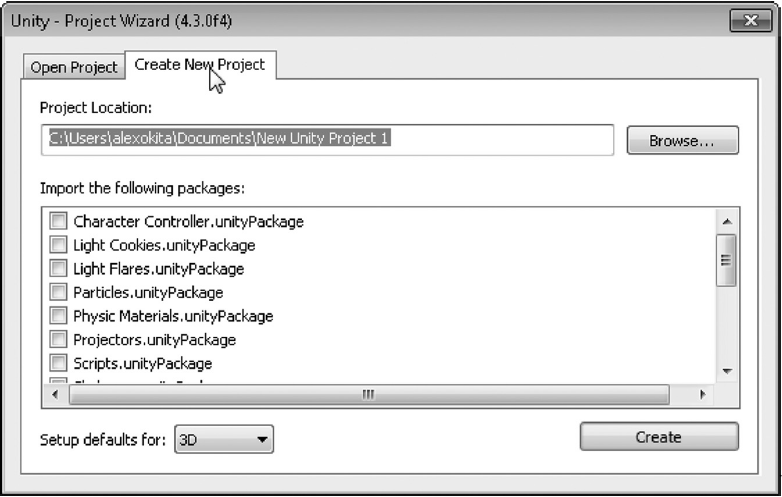 Unity - Project Wizard (4.3.0f4)
Open Project
Create New Project
Project Location:
C:\Users\alexokita\Documents\New Unity Project 1
Browse...
Import the following packages:
Character Controller.unityPackage
Light Cookies.unityPackage
Light Flares.unityPackage
Particles.unityPackage
Physic Materials.unityPackage
Projectors.unityPackage
Scripts.unityPackage
Setup defaults for: 3D
Create